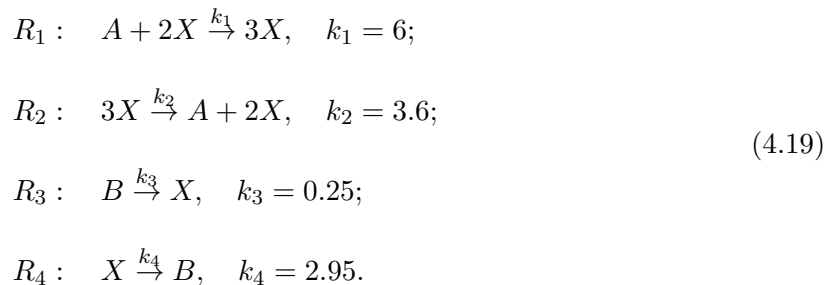 R₁ : A + 2X →^{k₁} 3X, k₁ = 6;
R₂ : 3X →^{k₂} A + 2X, k₂ = 3.6;
(4.19)
R₃ : B →^{k₃} X, k₃ = 0.25;
R₄ : X →^{k₄} B, k₄ = 2.95.